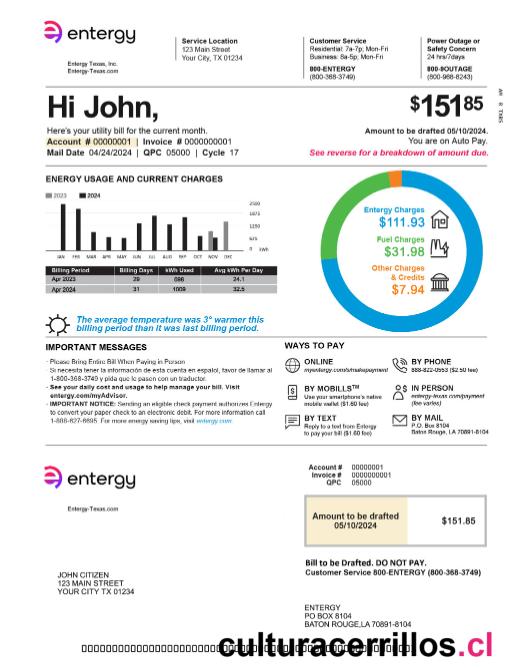 entergy
Entergy Texas, Inc.
Entergy-Texas.com
Service Location
123 Main Street
Your City, TX 01234
Customer Service
Residential: 7a-7p; Mon-Fri
Business: 8a-5p; Mon-Fri
800-ENTERGY
(800-368-3749)
Power Outage or
Safety Concern
24 hrs/7days
800-9OUTAGE
(800-968-8243)
Hi John,
Here's your utility bill for the current month.
Account # 00000001 | Invoice # 0000000001
Mail Date 04/24/2024 | QPC 05000 | Cycle 17
$151.85
Amount to be drafted 05/10/2024.
You are on Auto Pay.
See reverse for a breakdown of amount due.
ENERGY USAGE AND CURRENT CHARGES
2023 2024
2500
1875
1250
625
0 kWh
JAN FEB MAR APR MAY JUN JUL AUG SEP OCT NOV DEC
Billing Period Billing Days kWh Used Avg kWh Per Day
Apr 2023 29 698 24.1
Apr 2024 31 1009 32.5
The average temperature was 3° warmer this
billing period than it was last billing period.
Energy Charges
$111.93
Fuel Charges
$31.98
Other Charges
& Credits
$7.94
IMPORTANT MESSAGES
- Please Bring Entire Bill When Paying in Person
- Si necesita tener la información de esta cuenta en español, favor de llamar al
1-800-368-3749 y pida que lo pasen con un traductor.
- See your daily cost and usage to help manage your bill. Visit
entergy.com/myAdvisor.
- IMPORTANT NOTICE: Sending an eligible check payment authorizes Entergy
to convert your paper check to an electronic debit. For more information call
1-888-627-6695. For more energy saving tips, visit entergy.com.
WAYS TO PAY
ONLINE
myentergy.com/s/makepayment
BY PHONE
888-822-0553 ($2.50 fee)
BY MOBILLS™
Use your smartphone's native
mobile wallet ($1.60 fee)
IN PERSON
entergy-texas.com/payment
(fee varies)
BY TEXT
Reply to a text from Entergy
to pay your bill ($1.60 fee)
BY MAIL
P.O. Box 8104
Baton Rouge, LA 70891-8104
entergy
Entergy-Texas.com
Account # 00000001
Invoice # 0000000001
QPC 05000
Amount to be drafted
05/10/2024
$151.85
Bill to be Drafted. DO NOT PAY.
Customer Service 800-ENTERGY (800-368-3749)
JOHN CITIZEN
123 MAIN STREET
YOUR CITY TX 01234
ENTERGY
PO BOX 8104
BATON ROUGE,LA 70891-8104
culturacerrillos.cl